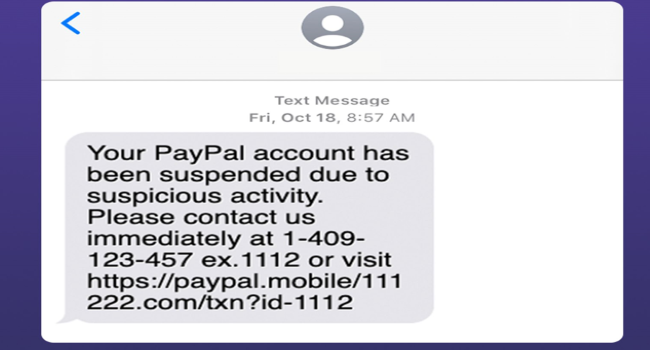 Text Message
Fri, Oct 18, 8:57 AM
Your PayPal account has
been suspended due to
suspicious activity.
Please contact us
immediately at 1-409-
123-457 ex.1112 or visit
https://paypal.mobile/111
222.com/txn?id-1112